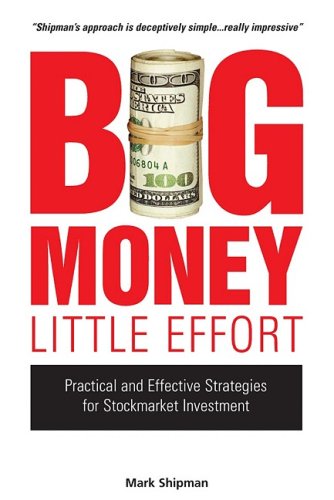 "Shipman's approach is deceptively simple...really impressive"
BIG
MONEY
LITTLE EFFORT
Practical and Effective Strategies
for Stockmarket Investment
Mark Shipman
100